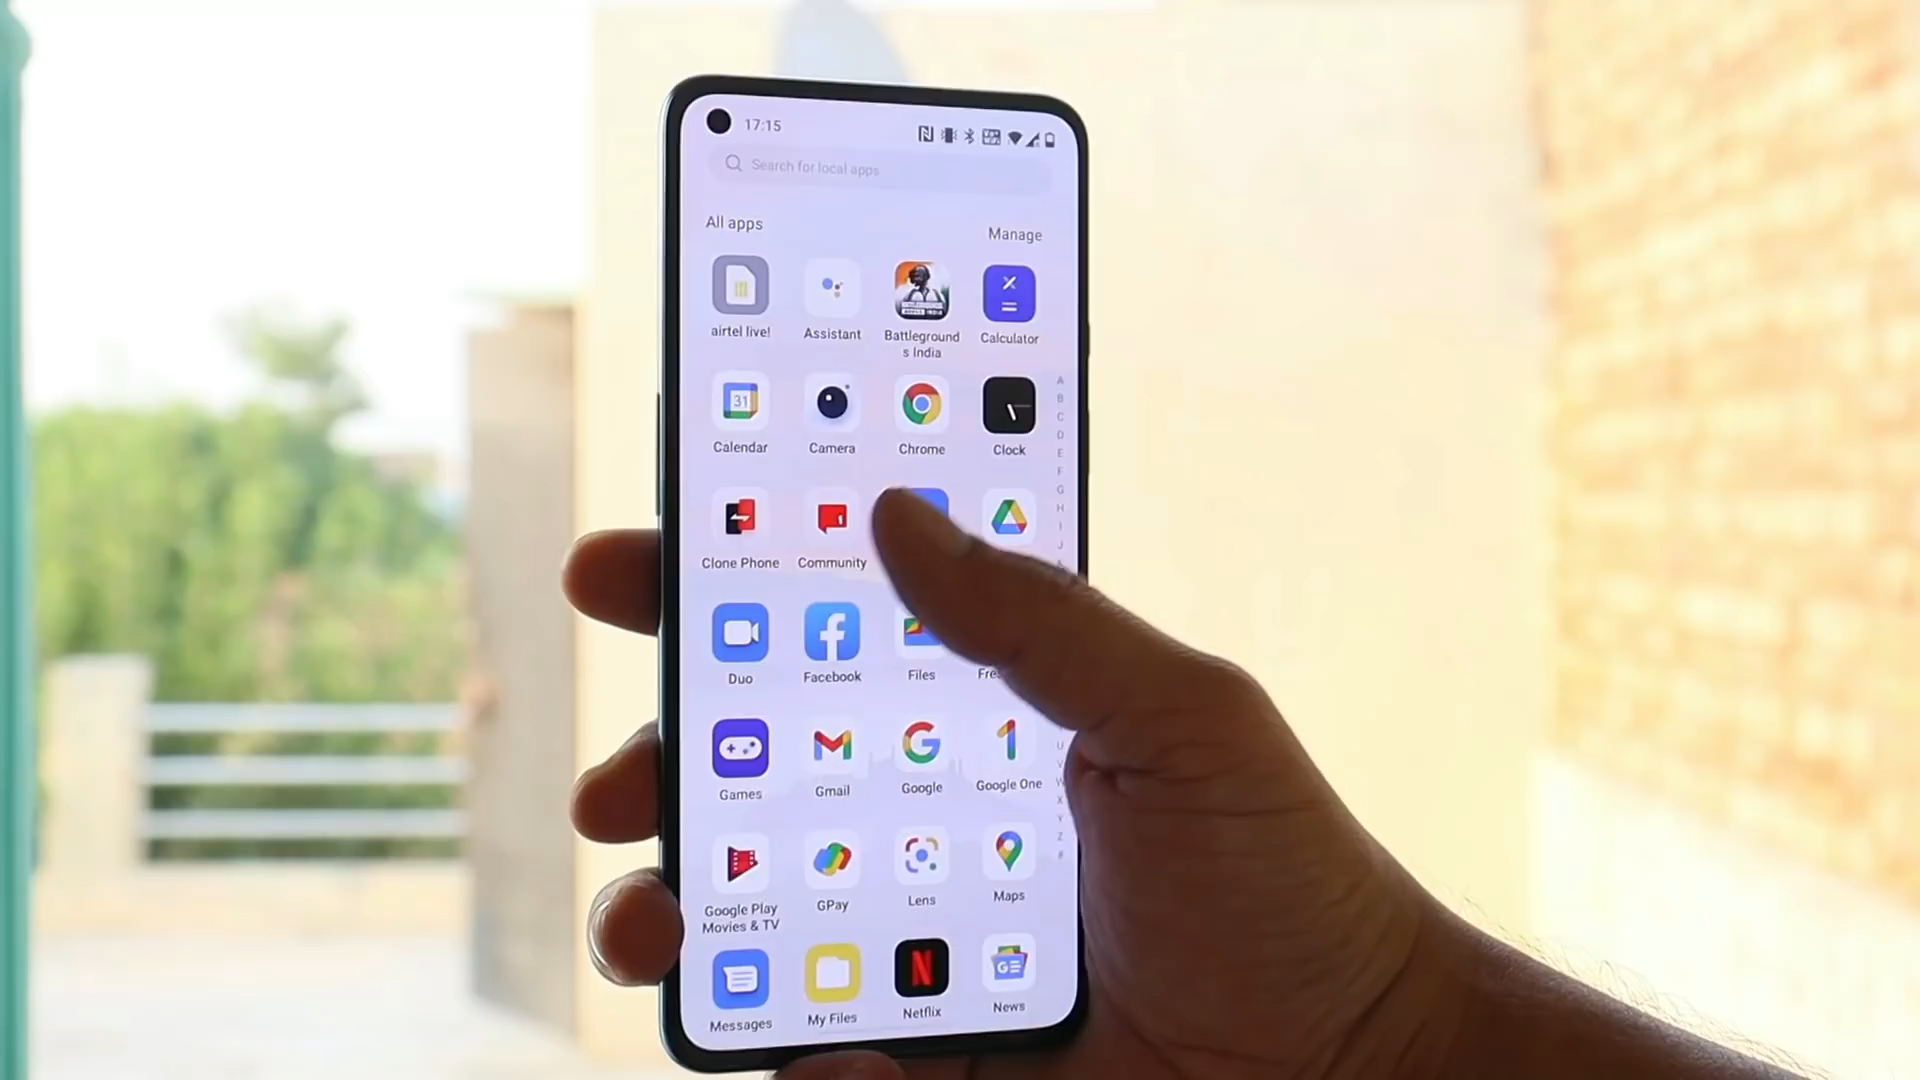 17:15
Search for local apps
All apps
Manage
airtel live!
Assistant
Battleground
s India
Calculator
31
Calendar
Camera
Chrome
Clock
Clone Phone
Community
Duo
Facebook
Files
Fre
Games
Gmail
Google
Google One
Google Play
Movies & TV
GPay
Lens
Maps
Messages
My Files
Netflix
News
A
B
C
D
E
F
G
H
I
J
U
V
W
X
Y
Z
#